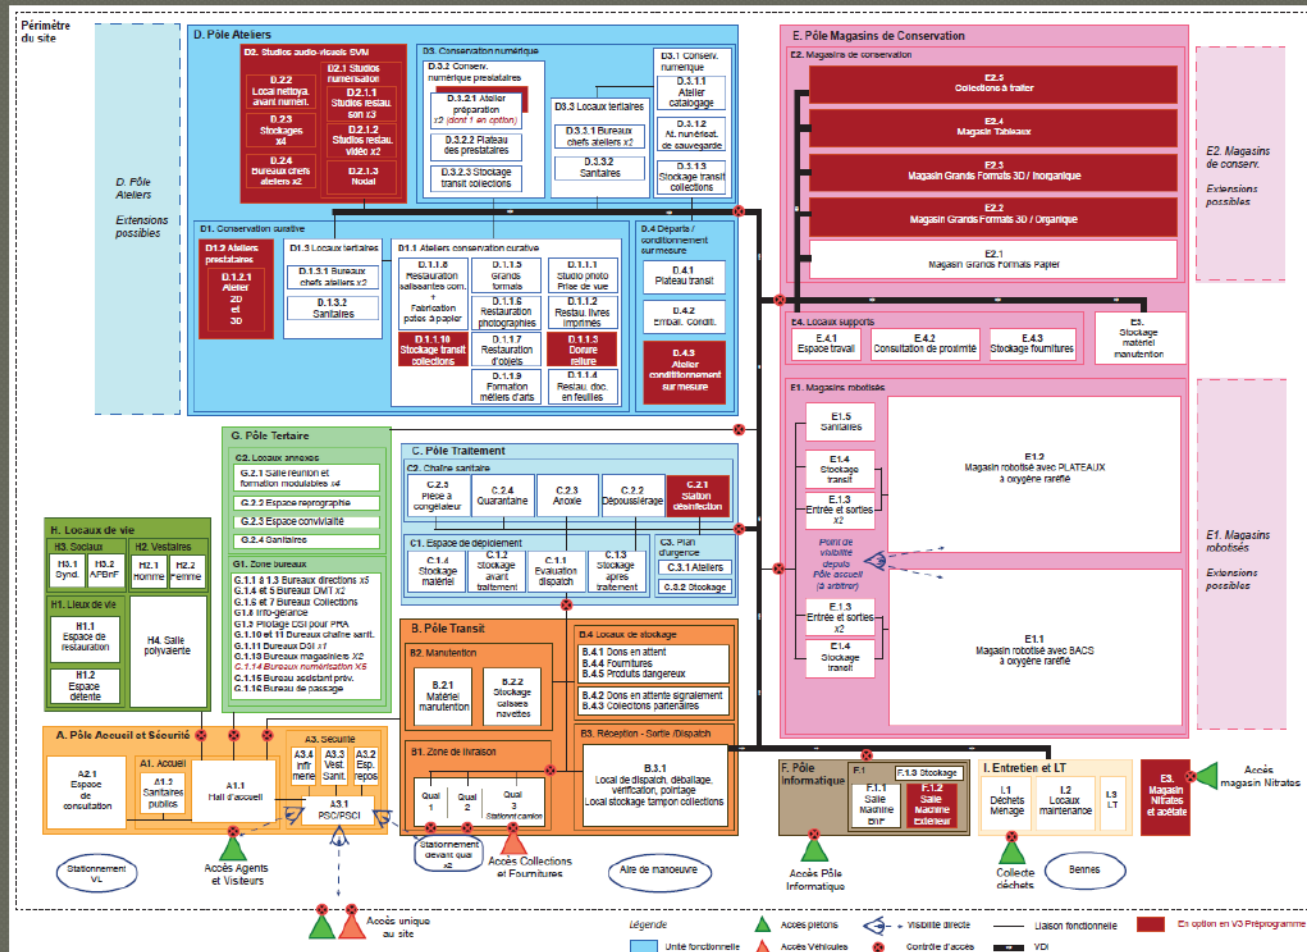 Périmètre
du site
D. Pôle Ateliers
D2. Studios audio-visuels SVM
D.2.2
Local nettoya.
avant numéri.
D.2.3
Stockages
x4
D.2.4
Bureaux chefs
ateliers x2
D2.1 Studios
numérisation
D.2.1.1
Studios restau.
son x3
D.2.1.2
Studios restau.
vidéo x2
D.2.1.3
Nodal
D3. Conservation numérique
D.3.2 Conserv.
numérique prestataires
D.3.2.1 Atelier
préparation
x2 (dont 1 en option)
D.3.2.2 Plateau
des prestataires
D.3.2.3 Stockage
transit collections
D.3.3 Locaux tertiaires
D.3.3.1 Bureaux
chefs ateliers x2
D.3.3.2
Sanitaires
D3.1 Conserv.
numérique
D.3.1.1
Atelier
catalogage
D.3.1.2
At. numérisat.
de sauvegarde
D.3.1.3
Stockage transit
collections
D. Pôle
Ateliers
Extensions
possibles
D1. Conservation curative
D1.2 Ateliers
prestataires
D.1.2.1
Atelier
2D
et
3D
D1.3 Locaux tertiaires
D.1.3.1 Bureaux
chefs ateliers x2
D.1.3.2
Sanitaires
D1.1 Ateliers conservation curative
D.1.1.8
Restauration
salissantes com.
+
Fabrication
pates à papier
D.1.1.10
Stockage transit
collections
D.1.1.5
Grands
formats
D.1.1.6
Restauration
photographies
D.1.1.7
Restauration
d'objets
D.1.1.9
Formation
métiers d'arts
D.1.1.1
Studio photo
Prise de vue
D.1.1.2
Restau. livres
imprimés
D.1.1.3
Dorure
reliure
D.1.1.4
Restau. doc.
en feuilles
D.4 Départs /
conditionnement
sur mesure
D.4.1
Plateau transit
D.4.2
Embal. Conditi.
D.4.3
Atelier
conditionnement
sur mesure
E. Pôle Magasins de Conservation
E2. Magasins de conservation
E2.5
Collections à traiter
E2.4
Magasin Tableaux
E2.3
Magasin Grands Formats 3D / Inorganique
E2.2
Magasin Grands Formats 3D / Organique
E2.1
Magasin Grands Formats Papier
E2. Magasins
de conserv.
Extensions
possibles
E4. Locaux supports
E.4.1
Espace travail
E.4.2
Consultation de proximité
E.4.3
Stockage fournitures
E5.
Stockage
matériel
manutention
E1. Magasins robotisés
E1.5
Sanitaires
E1.4
Stockage
transit
E1.3
Entrée et sorties
x2
E1.2
Magasin robotisé avec PLATEAUX
à oxygène raréfié
Point de
visibilité
depuis
Pôle accueil
(à arbitrer)
E1.3
Entrée et sorties
x2
E1.4
Stockage
transit
E1.1
Magasin robotisé avec BACS
à oxygène raréfié
E1. Magasins
robotisés
Extensions
possibles
G. Pôle Tertaire
G2. Locaux annexes
G.2.1 Salle réunion et
formation modulables x4
G.2.2 Espace reprographie
G.2.3 Espace convivialité
G.2.4 Sanitaires
G1. Zone bureaux
G.1.1 à 1.3 Bureaux directions x5
G.1.4 et 5 Bureaux DMT x2
G.1.6 et 7 Bureaux Collections
G1.8 Info-gérance
G1.9 Pilotage DSI pour PRA
G.1.10 et 11 Bureaux chaîne sanit.
G.1.11 Bureaux DSI x1
G.1.13 Bureaux magasiniers X2
G.1.14 Bureaux numérisation X5
G.1.15 Bureau assistant prév.
G.1.16 Bureau de passage
C. Pôle Traitement
C2. Chaîne sanitaire
C.2.5
Pièce à
congélateur
C.2.4
Quarantaine
C.2.3
Anoxie
C.2.2
Dépoussiérage
C.2.1
Station
désinfection
C1. Espace de déploiement
C.1.4
Stockage
matériel
C.1.2
Stockage
avant
traitement
C.1.1
Evaluation
dispatch
C.1.3
Stockage
après
traitement
C3. Plan
d'urgence
C.3.1 Ateliers
C.3.2 Stockage
H. Locaux de vie
H3. Sociaux
H3.1
Synd.
H3.2
APBnF
H2. Vestiaires
H2.1
Homme
H2.2
Femme
H1. Lieux de vie
H1.1
Espace de
restauration
H1.2
Espace
détente
H4. Salle
polyvalente
B. Pôle Transit
B2. Manutention
B.2.1
Matériel
manutention
B.2.2
Stockage
caisses
navettes
B.4 Locaux de stockage
B.4.1 Dons en attent
B.4.4 Fournitures
B.4.5 Produits dangereux
B.4.2 Dons en attente signalement
B.4.3 Collections partenaires
B1. Zone de livraison
Quai
1
Quai
2
Quai
3
Stationnt camion
B3. Réception - Sortie /Dispatch
B.3.1
Local de dispatch, déballage,
vérification, pointage
Local stockage tampon collections
A. Pôle Accueil et Sécurité
A2.1
Espace
de
consultation
A1. Accueil
A1.2
Sanitaires
publics
A1.1
Hall d'accueil
A3. Sécurité
A3.4
Infir
merie
A3.3
Vest.
Sanit.
A3.2
Esp.
repos
A3.1
PSC/PSCI
F. Pôle
Informatique
F.1
F.1.3 Stockage
F.1.1
Salle
Machine
BnF
F.1.2
Salle
Machine
Extérieur
I. Entretien et LT
I.1
Déchets
Ménage
I.2
Locaux
maintenance
I.3
LT
E3.
Magasin
Nitrates
et acétate
Accès
magasin Nitrates
Stationnement
VL
Accès Agents
et Visiteurs
Stationnement
devant quai
x2
Accès Collections
et Fournitures
Aire de manoeuvre
Accès Pôle
Informatique
Collecte
déchets
Bennes
Accès unique
au site
Légende
Unité fonctionnelle
Accès piétons
Accès Véhicules
Visibilité directe
Contrôle d'accès
Liaison fonctionnelle
VDI
En option en V3 Préprogramme